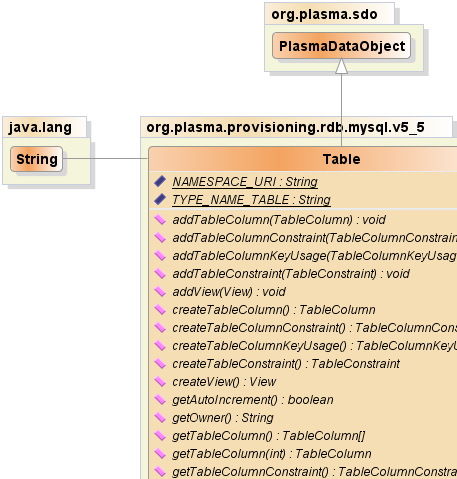 org.plasma.sdo
PlasmaDataObject
java.lang
String
org.plasma.provisioning.rdb.mysql.v5_5
Table
NAMESPACE_URI : String
TYPE_NAME_TABLE : String
addTableColumn(TableColumn) : void
addTableColumnConstraint(TableColumnConstrain
addTableColumnKeyUsage(TableColumnKeyUsag
addTableConstraint(TableConstraint) : void
addView(View) : void
createTableColumn() : TableColumn
createTableColumnConstraint() : TableColumnCons
createTableColumnKeyUsage() : TableColumnKeyU
createTableConstraint() : TableConstraint
createView() : View
getAutoIncrement() : boolean
getOwner() : String
getTableColumn() : TableColumn[]
getTableColumn(int) : TableColumn
getTableColumnConstraint() : TableColumnConstra